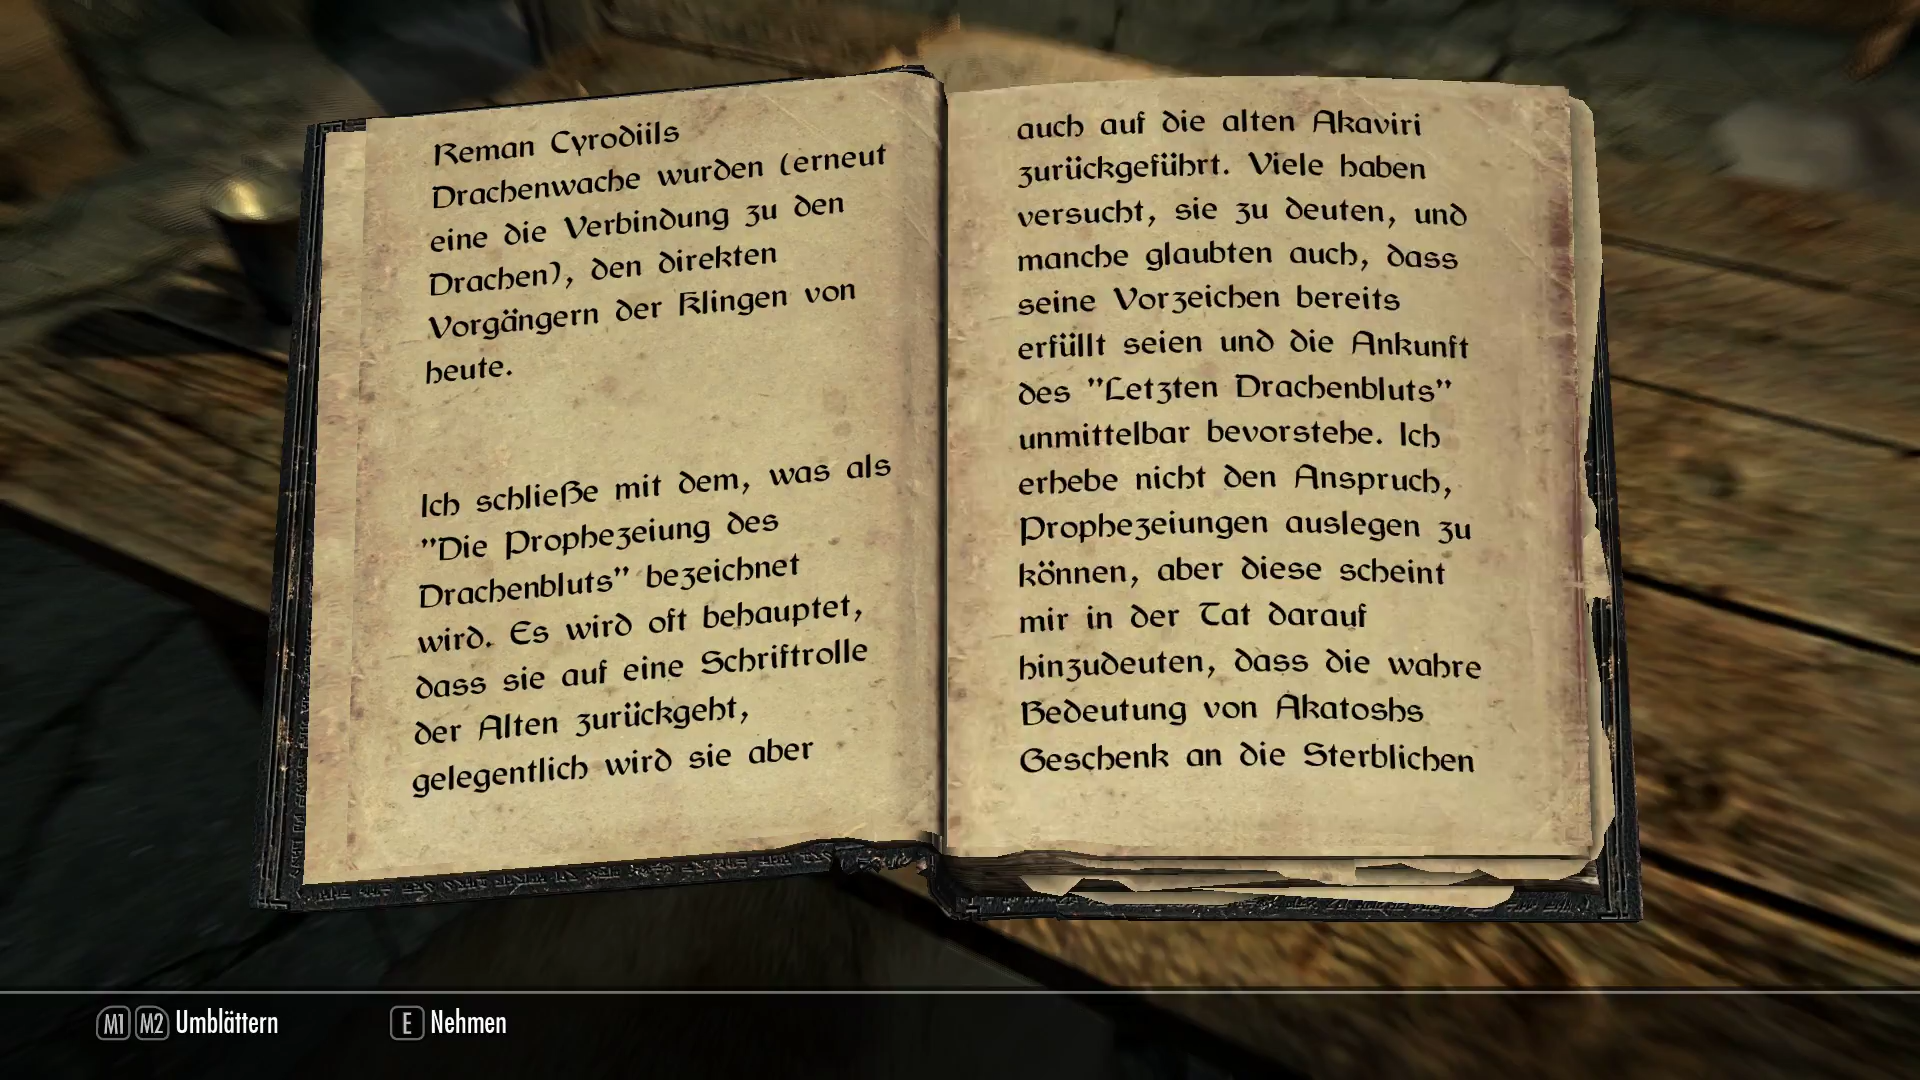 Reman Cyrodiils
Drachenwache wurden (erneut
eine die Verbindung zu den
Drachen), den direkten
Vorgängern der Klingen von
heute.
Ich schließe mit dem, was als
"Die Prophezeiung des
Drachenbluts" bezeichnet
wird. Es wird oft behauptet,
dass sie auf eine Schriftrolle
der Alten zurückgeht,
gelegentlich wird sie aber
auch auf die alten Akaviri
zurückgeführt. Viele haben
versucht, sie zu deuten, und
manche glaubten auch, dass
seine Vorzeichen bereits
erfüllt seien und die Ankunft
des "Letzten Drachenbluts"
unmittelbar bevorstehe. Ich
erhebe nicht den Anspruch,
Prophezeiungen auslegen zu
können, aber diese scheint
mir in der Tat darauf
hinzudeuten, dass die wahre
Bedeutung von Akatoshs
Geschenk an die Sterblichen
M1 M2 Umblättern
E Nehmen